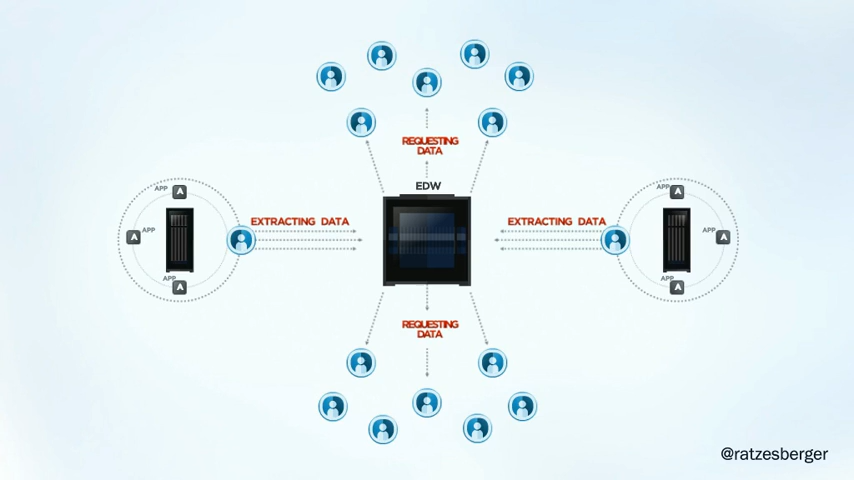 REQUESTING
DATA
EDW
APP
A
EXTRACTING DATA
APP
A
APP
A
EXTRACTING DATA
APP
A
APP
A
APP
A
REQUESTING
DATA
@ratzesberger